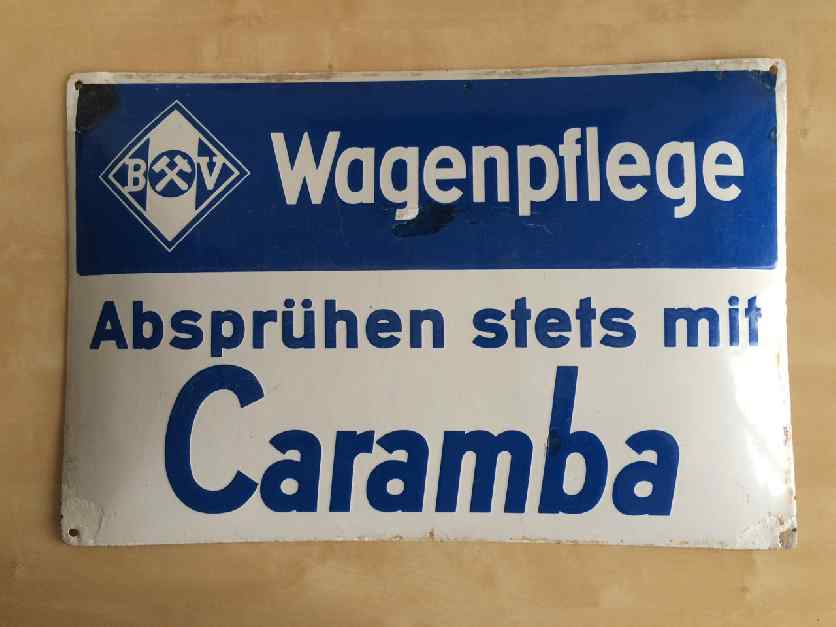 BV Wagenpflege
Absprühen stets mit
Caramba